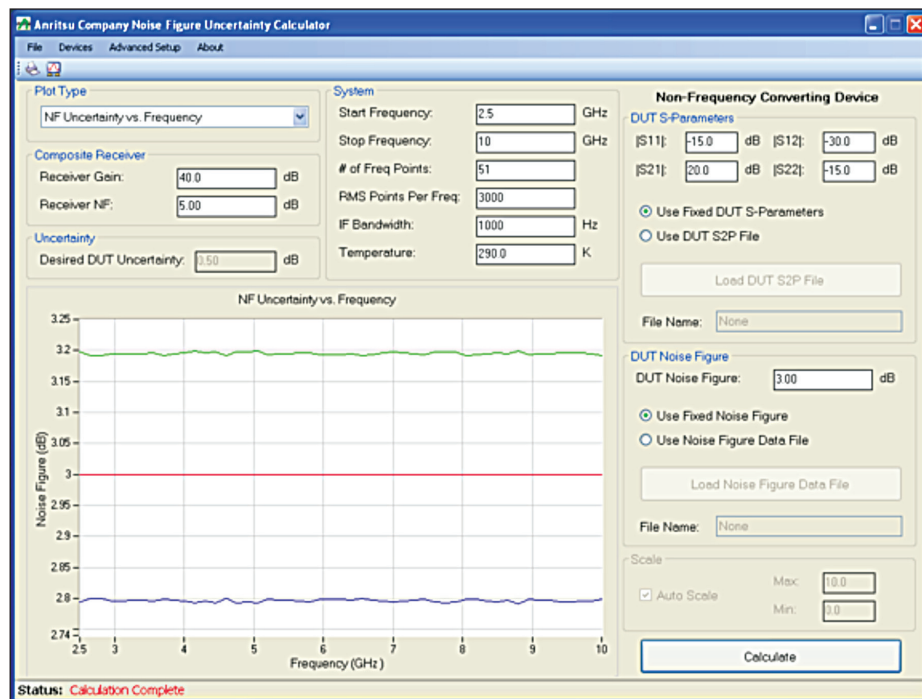 Anritsu Company Noise Figure Uncertainty Calculator
File Devices Advanced Setup About
Plot Type
NF Uncertainty vs. Frequency
Composite Receiver
Receiver Gain: 40.0 dB
Receiver NF: 5.00 dB
Uncertainty
Desired DUT Uncertainty: 0.50 dB
System
Start Frequency: 2.5 GHz
Stop Frequency: 10 GHz
# of Freq Points: 51
RMS Points Per Freq: 3000
IF Bandwidth: 1000 Hz
Temperature: 290.0 K
Non-Frequency Converting Device
DUT S-Parameters
|S11|: -15.0 dB |S12|: -30.0 dB
|S21|: 20.0 dB |S22|: -15.0 dB
Use Fixed DUT S-Parameters
Use DUT S2P File
Load DUT S2P File
File Name: None
DUT Noise Figure
DUT Noise Figure: 3.00 dB
Use Fixed Noise Figure
Use Noise Figure Data File
Load Noise Figure Data File
File Name: None
Scale
Auto Scale
Max: 10.0
Min: 0.0
Calculate
NF Uncertainty vs. Frequency
Noise Figure (dB)
3.25
3.2
3.15
3.1
3.05
3
2.95
2.9
2.85
2.8
2.74
2.5 3 4 5 6 7 8 9 10
Frequency (GHz)
Status: Calculation Complete